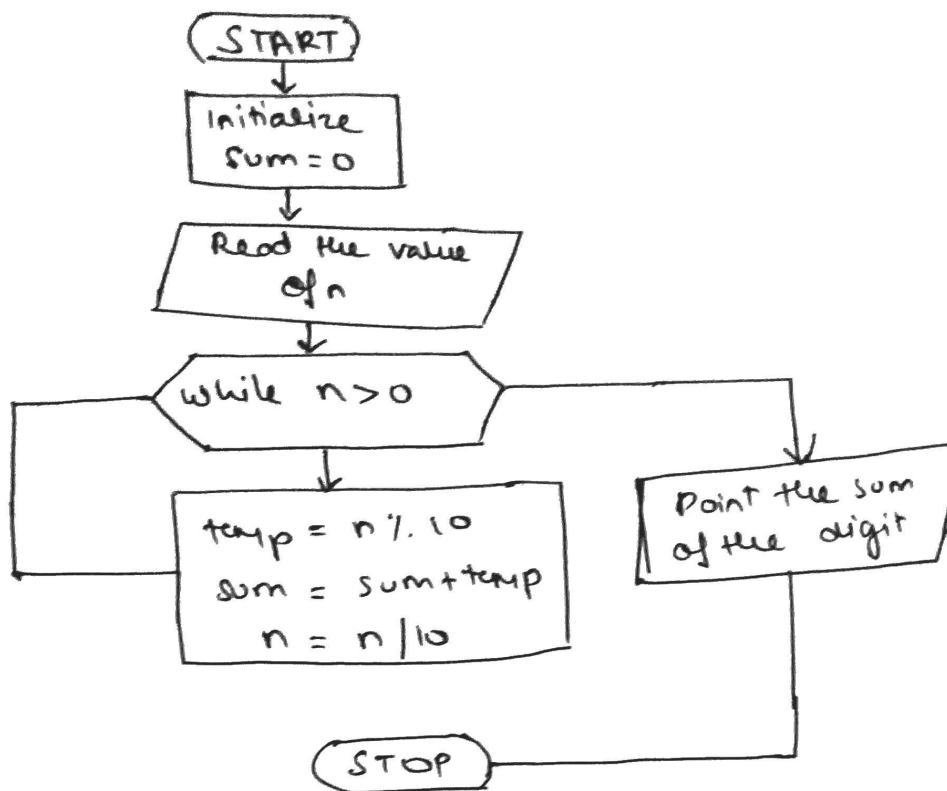 START
Initialize
sum = 0
Read the value
of n
while n > 0
temp = n % 10
sum = sum + temp
n = n / 10
Point the sum
of the digit
STOP